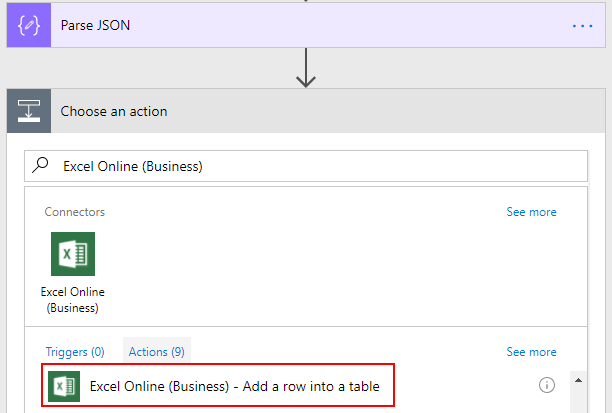 Parse JSON
Choose an action
Excel Online (Business)
Connectors
See more
Excel Online
(Business)
Triggers (0)
Actions (9)
See more
Excel Online (Business) - Add a row into a table